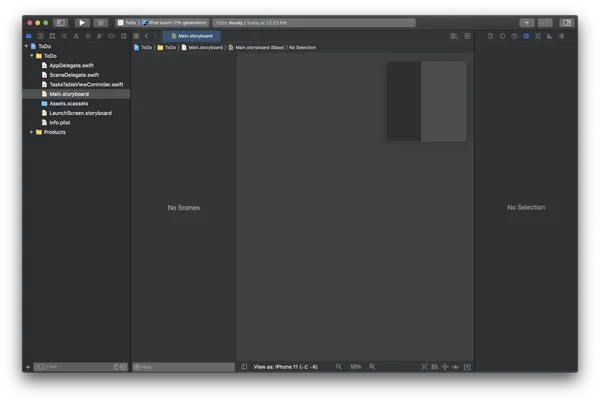 ToDo 〉 iPod touch (7th generation)
ToDo: Ready | Today at 12:23 PM
Main.storyboard
ToDo 〉 ToDo 〉 Main.storyboard 〉 Main.storyboard (Base) 〉 No Selection
ToDo
ToDo
AppDelegate.swift
SceneDelegate.swift
TasksTableViewController.swift
Main.storyboard
Assets.xcassets
LaunchScreen.storyboard
Info.plist
Products
No Scenes
No Selection
Filter
Filter
View as: iPhone 11
55%